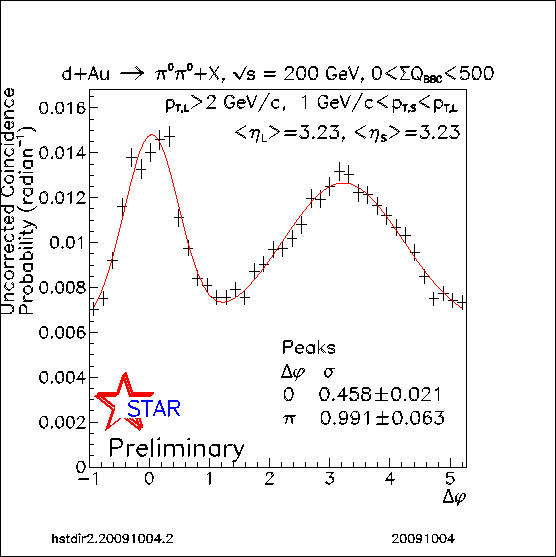 d+Au → π⁰π⁰+X, √s = 200 GeV, 0<ΣQ_BBC<500
p_T,L>2 GeV/c, 1 GeV/c<p_T,S<p_T,L
<η_L>=3.23, <η_S>=3.23
Uncorrected Coincidence
Probability (radian⁻¹)
0.016
0.014
0.012
0.01
0.008
0.006
0.004
0.002
0
Peaks
Δφ σ
0 0.458±0.021
π 0.991±0.063
STAR
Preliminary
-1 0 1 2 3 4 5
Δφ
hstdir2.20091004.2 20091004